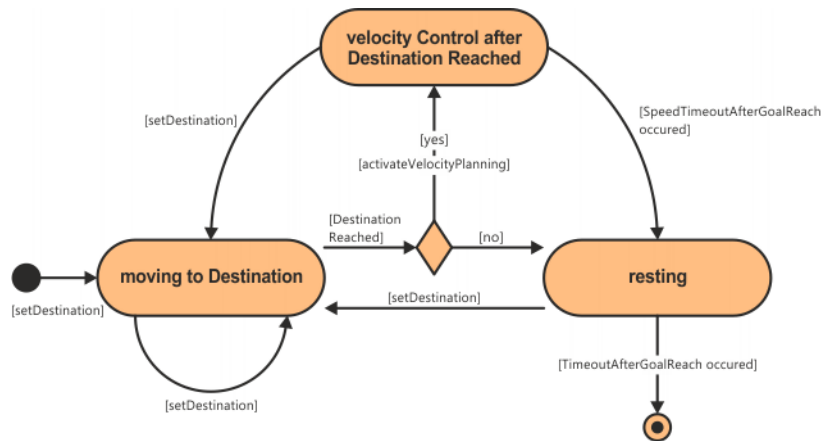 velocity Control after
Destination Reached
[setDestination]
[SpeedTimeoutAfterGoalReach
occured]
[yes]
[activateVelocityPlanning]
[Destination
Reached]
[no]
moving to Destination
resting
[setDestination]
[setDestination]
[TimeoutAfterGoalReach occured]
[setDestination]